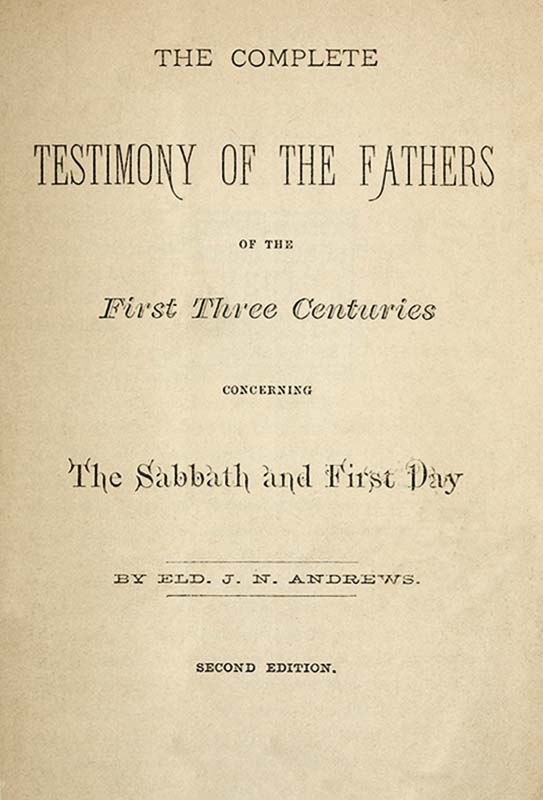 THE COMPLETE
TESTIMONY OF THE FATHERS
OF THE
First Three Centuries
CONCERNING
The Sabbath and First Day
BY ELD. J. N. ANDREWS.
SECOND EDITION.